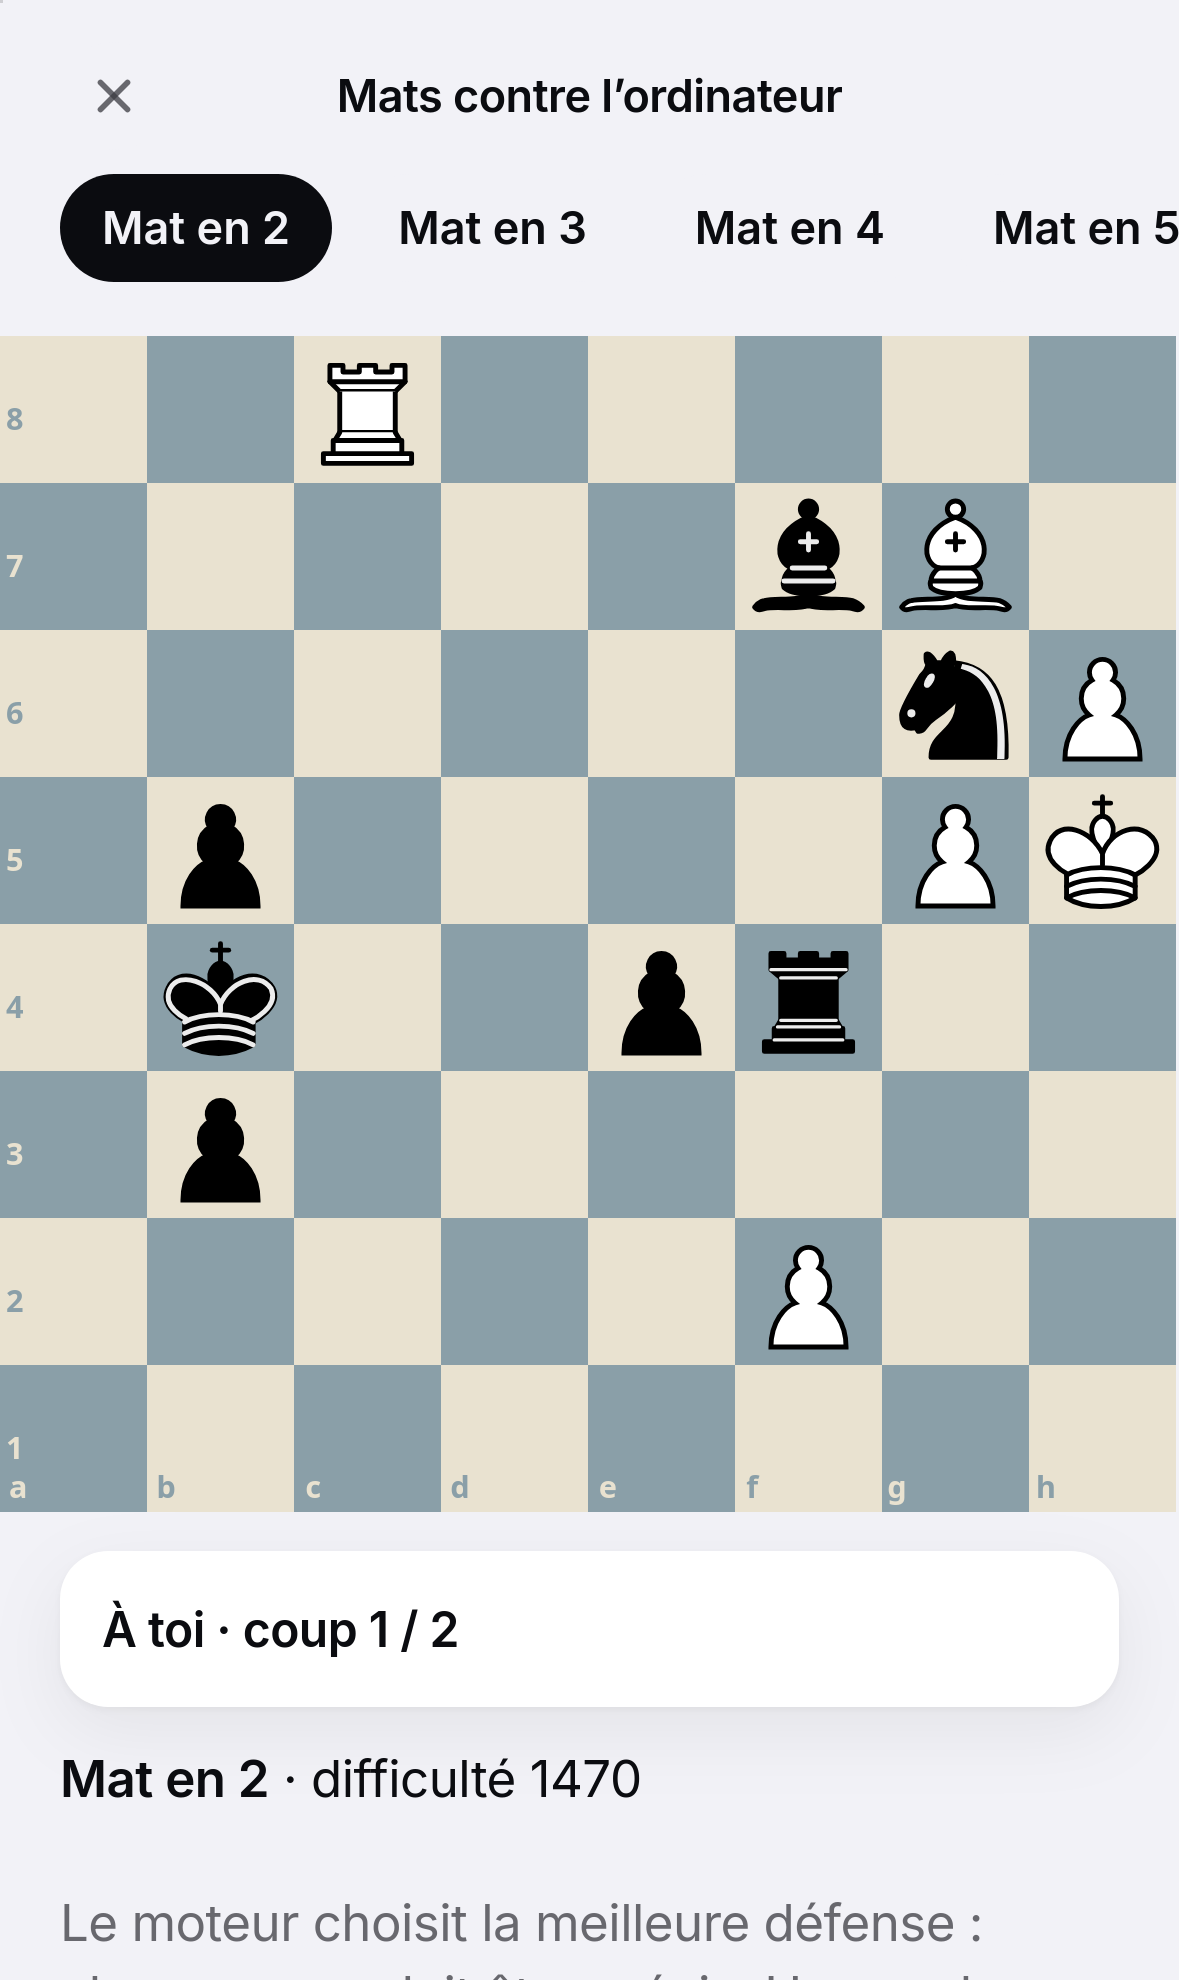 Mats contre l’ordinateur
Mat en 2 Mat en 3 Mat en 4 Mat en 5
8
7
6
5
4
3
2
1
a b c d e f g h
À toi · coup 1 / 2
Mat en 2 · difficulté 1470
Le moteur choisit la meilleure défense :